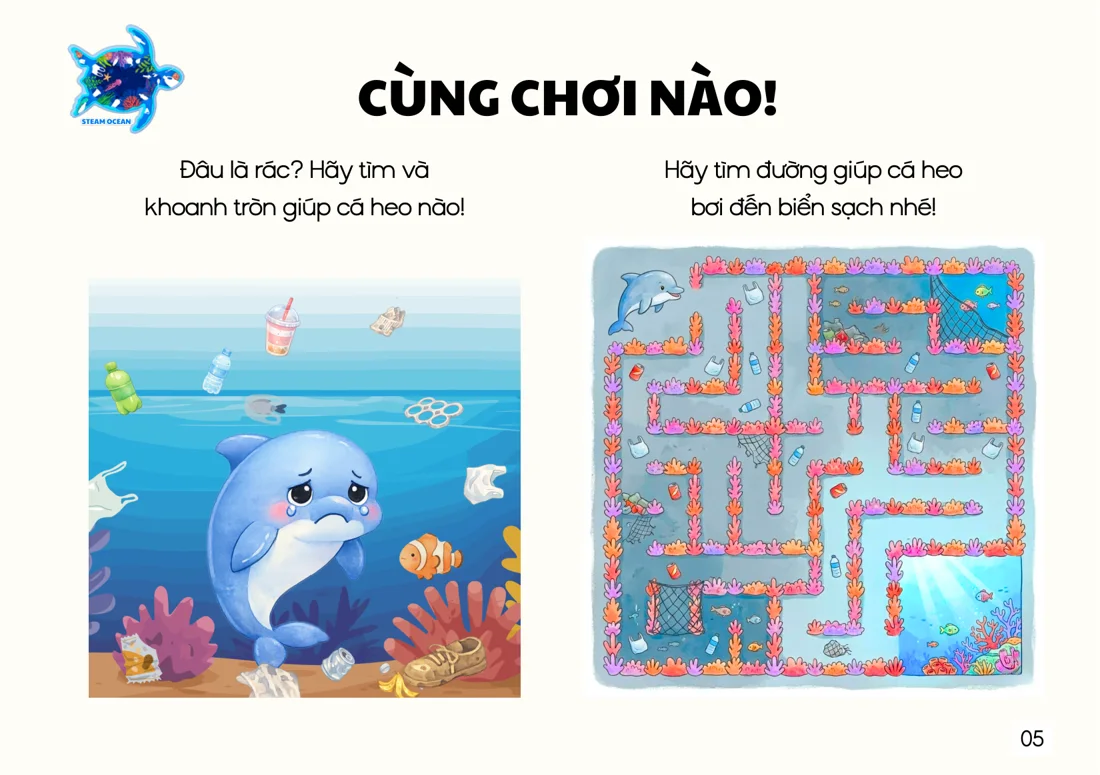 STEAM OCEAN
CÙNG CHƠI NÀO!
Đâu là rác? Hãy tìm và
khoanh tròn giúp cá heo nào!
Hãy tìm đường giúp cá heo
bơi đến biển sạch nhé!
05